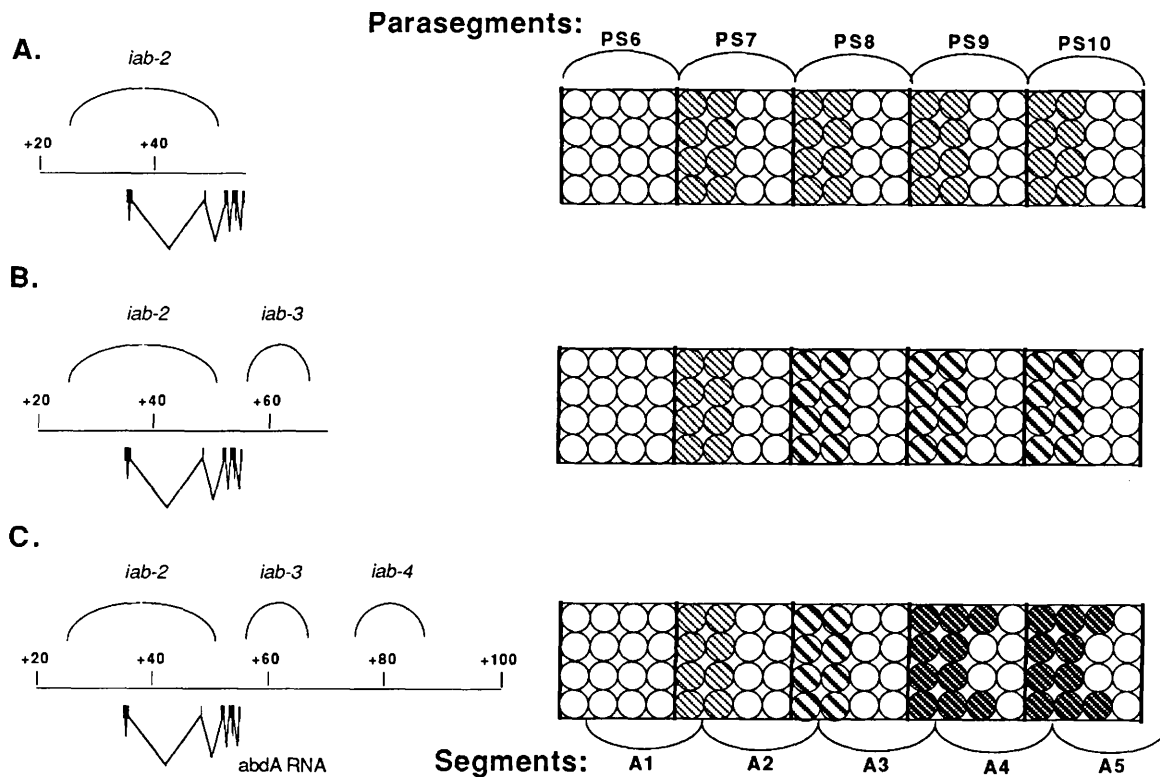 Parasegments:
A.
iab-2
PS6 PS7 PS8 PS9 PS10
+20 +40
B.
iab-2 iab-3
+20 +40 +60
C.
iab-2 iab-3 iab-4
+20 +40 +60 +80 +100
abdA RNA
Segments: A1 A2 A3 A4 A5